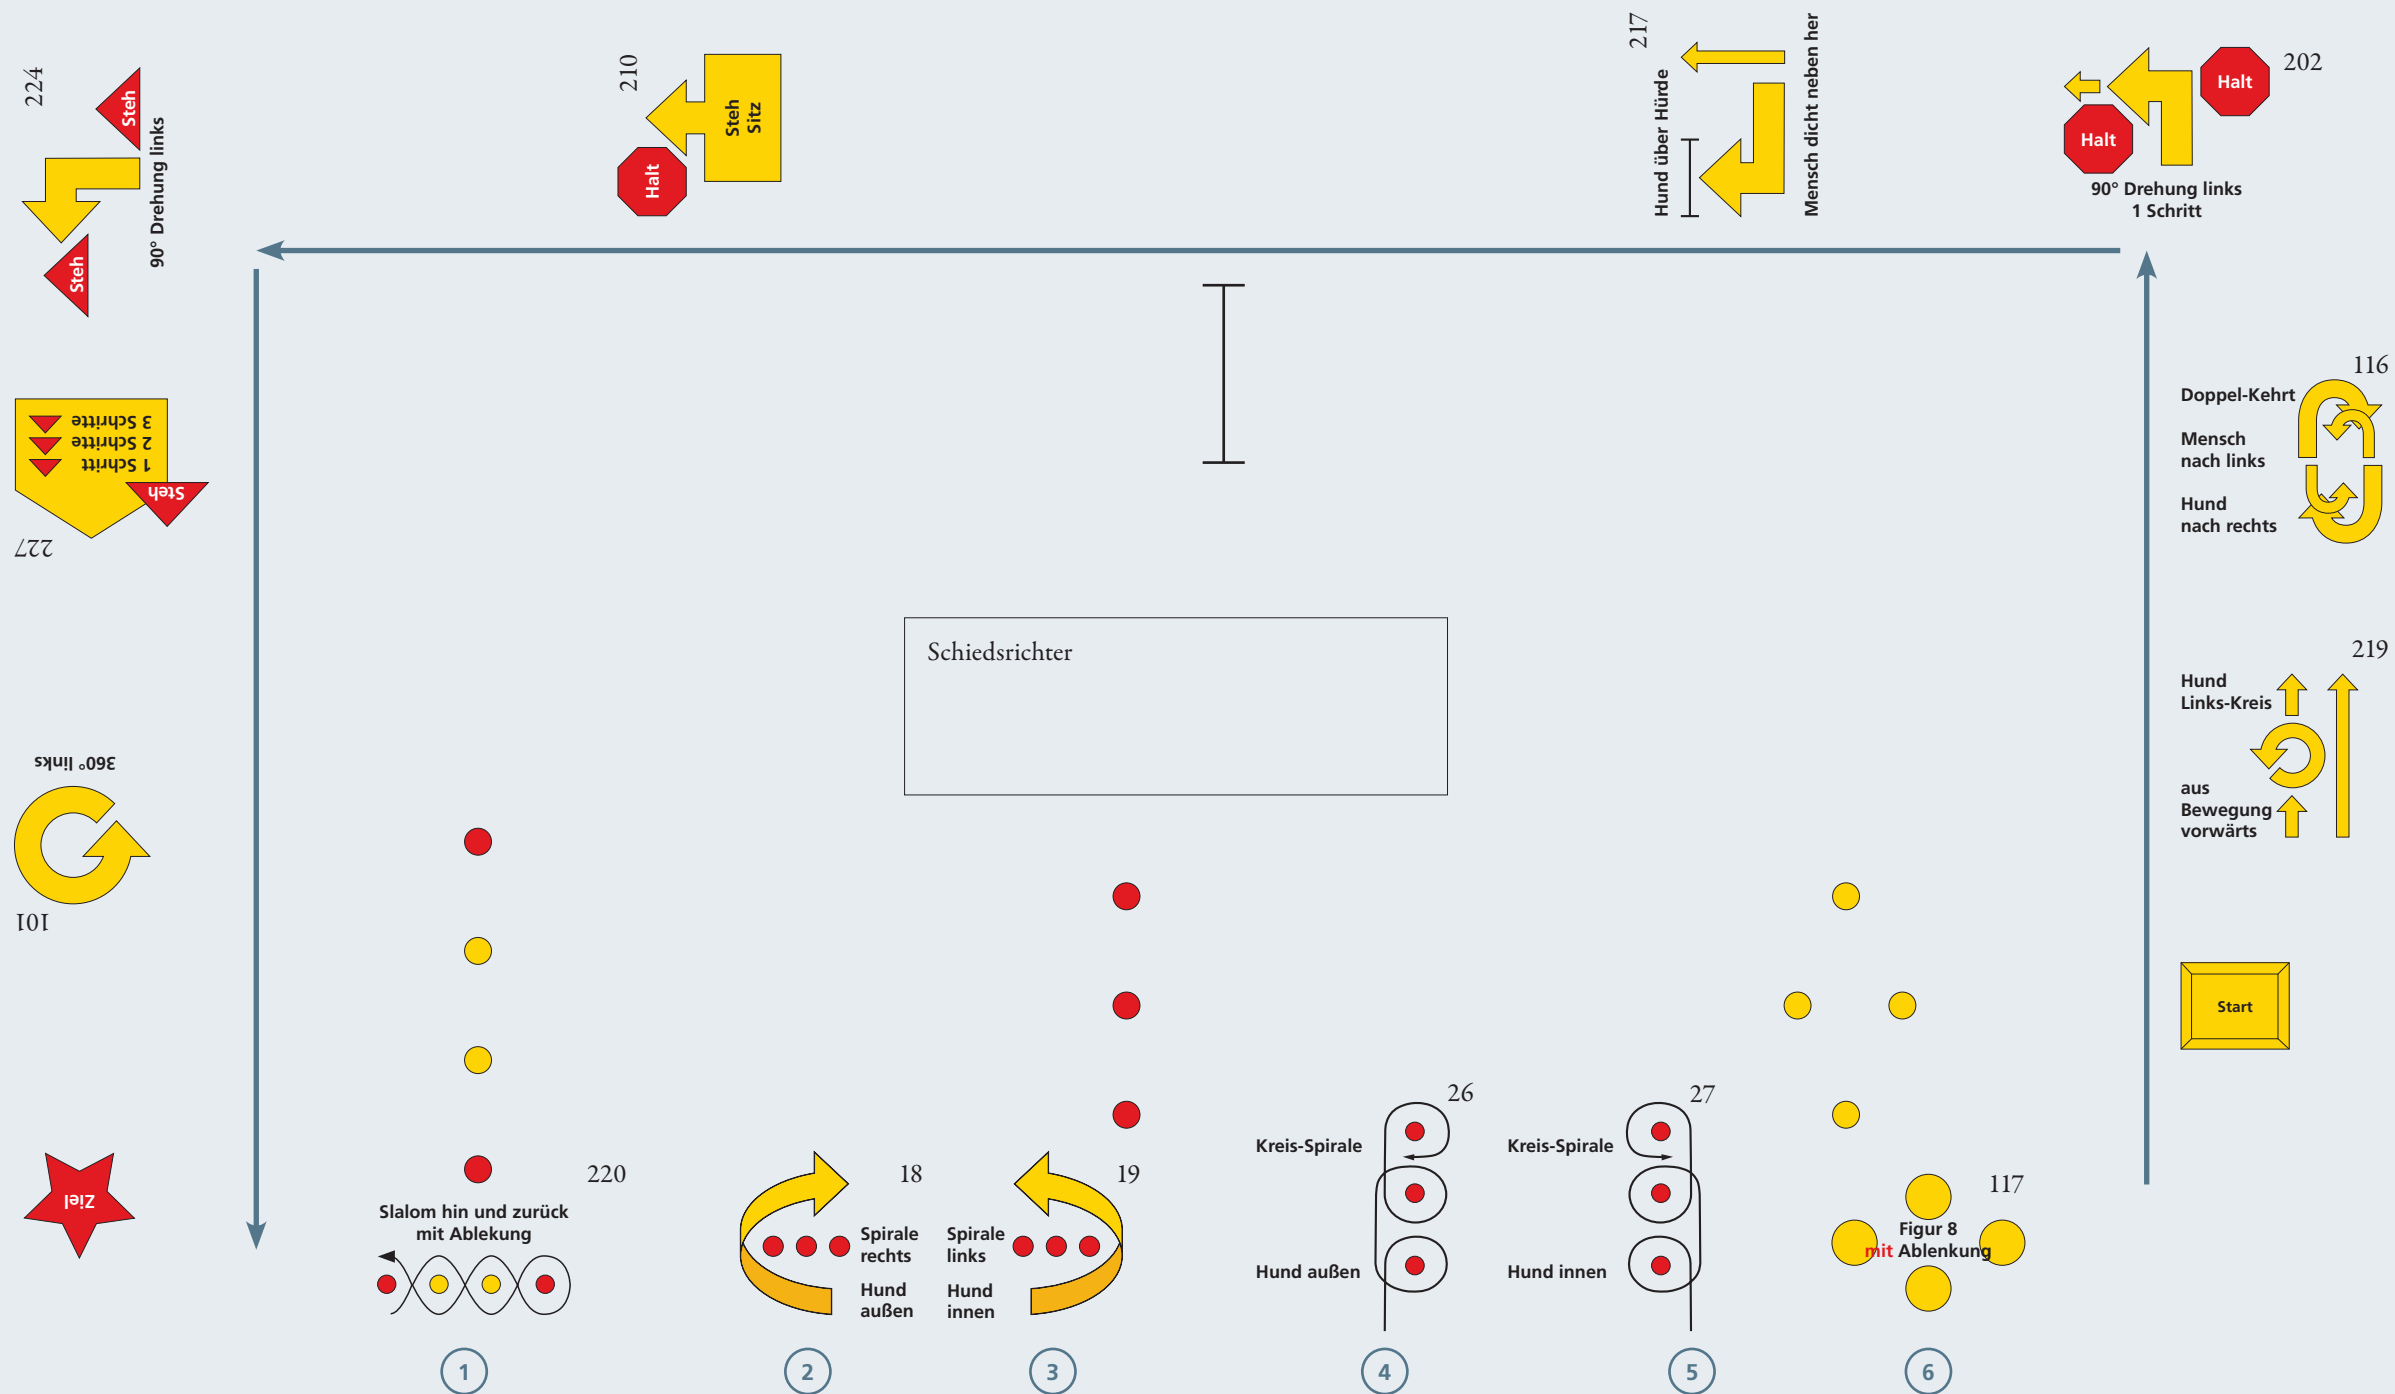 224
Steh
90° Drehung links
Steh
210
Steh
Sitz
Halt
217
Hund über Hürde
Mensch dicht neben her
202
Halt
Halt
90° Drehung links
1 Schritt
116
Doppel-Kehrt
Mensch
nach links
Hund
nach rechts
219
Hund
Links-Kreis
aus
Bewegung
vorwärts
Start
Schiedsrichter
1 Schritt
2 Schritte
3 Schritte
Steh
227
360° links
101
Ziel
220
Slalom hin und zurück
mit Ablekung
18
Spirale
rechts
Hund
außen
19
Spirale
links
Hund
innen
26
Kreis-Spirale
Hund außen
27
Kreis-Spirale
Hund innen
117
Figur 8
mit Ablenkung
1
2
3
4
5
6